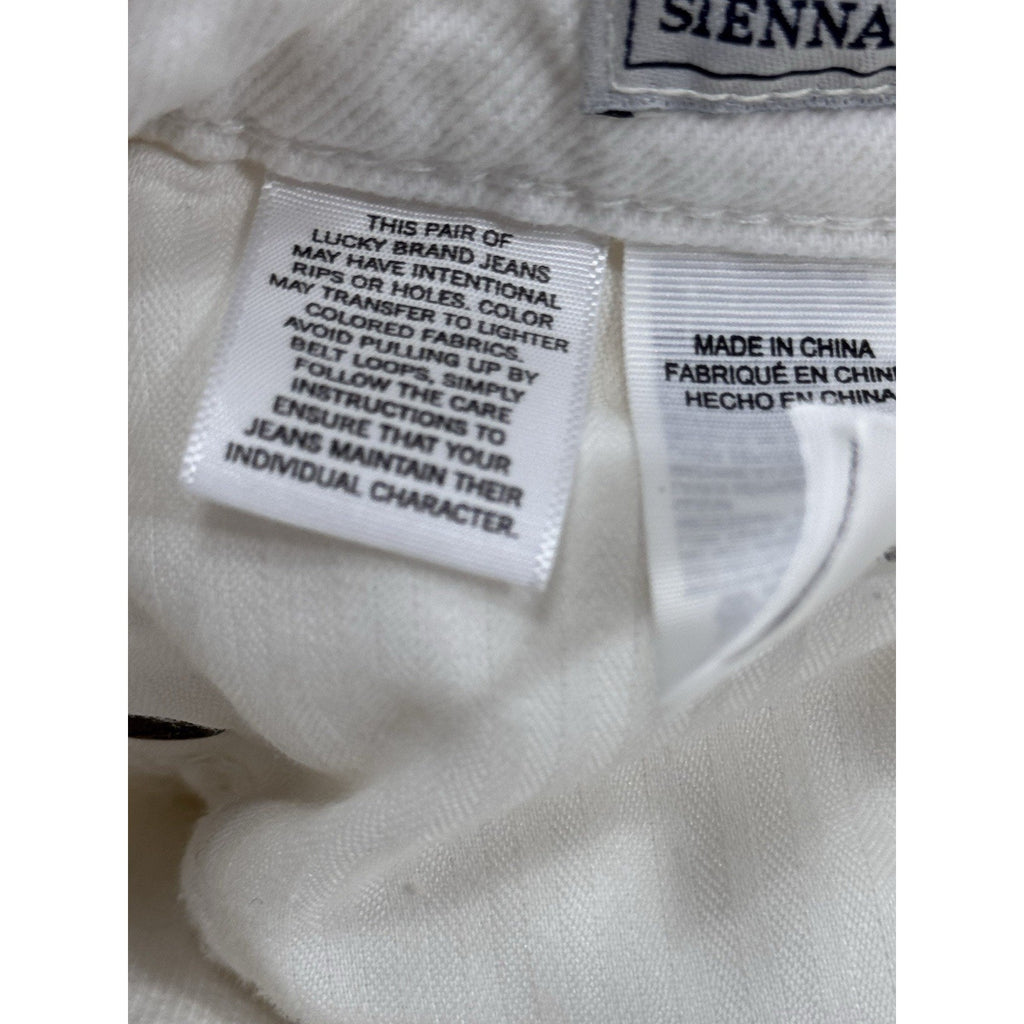 SIENNA
THIS PAIR OF
LUCKY BRAND JEANS
MAY HAVE INTENTIONAL
RIPS OR HOLES. COLOR
MAY TRANSFER TO LIGHTER
COLORED FABRICS.
AVOID PULLING UP BY
BELT LOOPS, SIMPLY
FOLLOW THE CARE
INSTRUCTIONS TO
ENSURE THAT YOUR
JEANS MAINTAIN THEIR
INDIVIDUAL CHARACTER.
MADE IN CHINA
FABRIQUÉ EN CHIN
HECHO EN CHINA